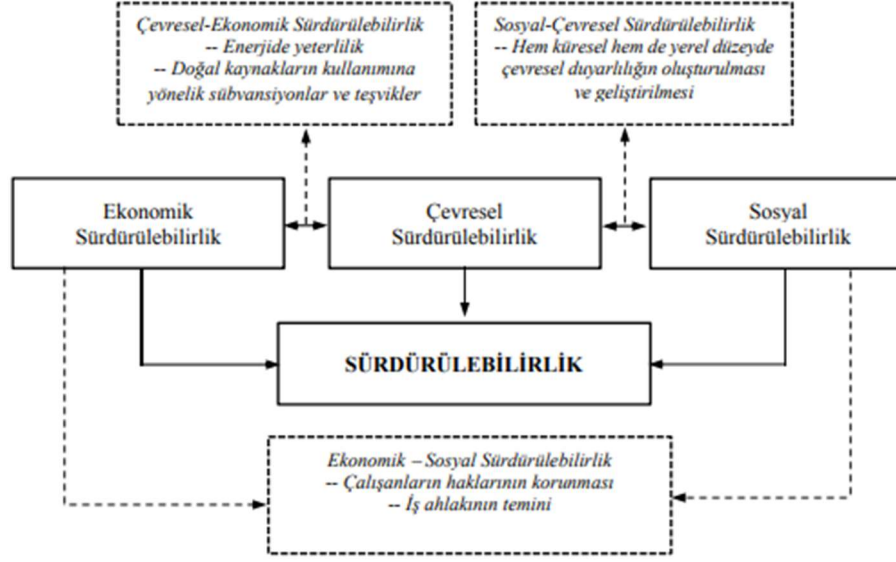 Çevresel-Ekonomik Sürdürülebilirlik
-- Enerjide yeterlilik
-- Doğal kaynakların kullanımına
yönelik sübvansiyonlar ve teşvikler
Sosyal-Çevresel Sürdürülebilirlik
-- Hem küresel hem de yerel düzeyde
çevresel duyarlılığın oluşturulması
ve geliştirilmesi
Ekonomik
Sürdürülebilirlik
Çevresel
Sürdürülebilirlik
Sosyal
Sürdürülebilirlik
SÜRDÜRÜLEBİLİRLİK
Ekonomik – Sosyal Sürdürülebilirlik
-- Çalışanların haklarının korunması
-- İş ahlakının temini